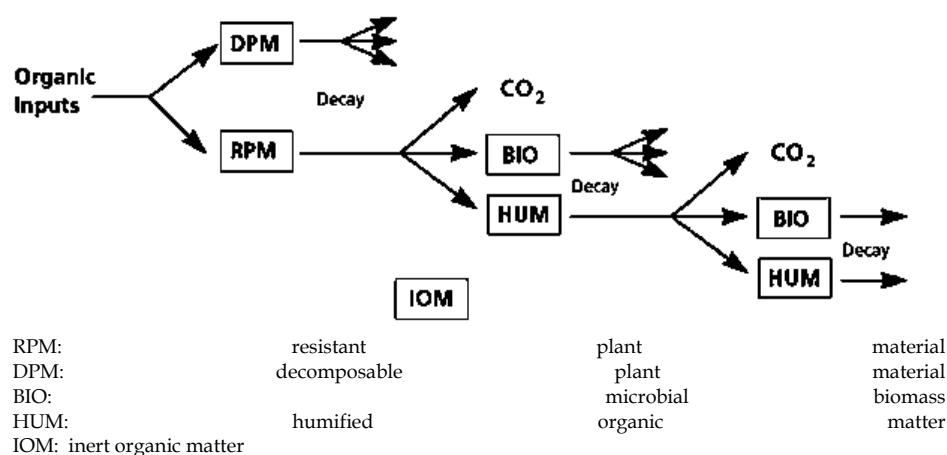 DPM
Organic
Inputs
Decay
CO2
RPM
BIO
CO2
Decay
HUM
BIO
Decay
HUM
IOM
RPM: resistant plant material
DPM: decomposable plant material
BIO: microbial biomass
HUM: humified organic matter
IOM: inert organic matter